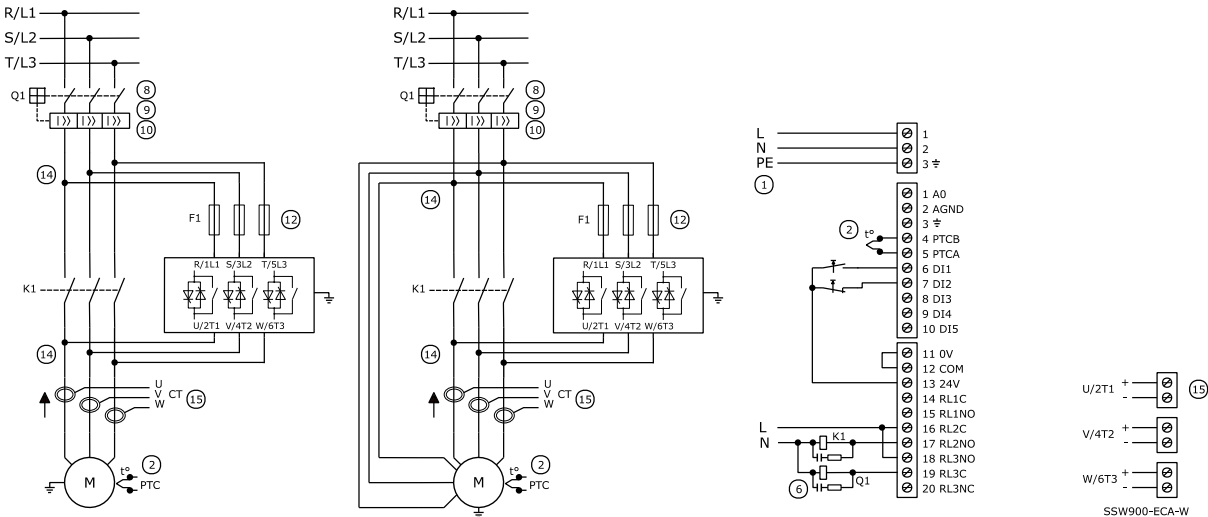 R/L1
S/L2
T/L3
Q1
I>> I>> I>>
8
9
10
14
F1
12
R/1L1 S/3L2 T/5L3
K1
U/2T1 V/4T2 W/6T3
14
U
V CT 15
W
M
t°
2
PTC
R/L1
S/L2
T/L3
Q1
I>> I>> I>>
8
9
10
14
F1
12
R/1L1 S/3L2 T/5L3
K1
U/2T1 V/4T2 W/6T3
14
U
V CT 15
W
M
t°
2
PTC
L 1
N 2
PE 3
1
1 A0
2 AGND
3
2 t° 4 PTCB
5 PTCA
6 DI1
7 DI2
8 DI3
9 DI4
10 DI5
11 0V
12 COM
13 24V
14 RL1C
15 RL1NO
L 16 RL2C
N K1 17 RL2NO
18 RL3NO
19 RL3C
6 Q1 20 RL3NC
U/2T1 + - 15
V/4T2 + -
W/6T3 + -
SSW900-ECA-W